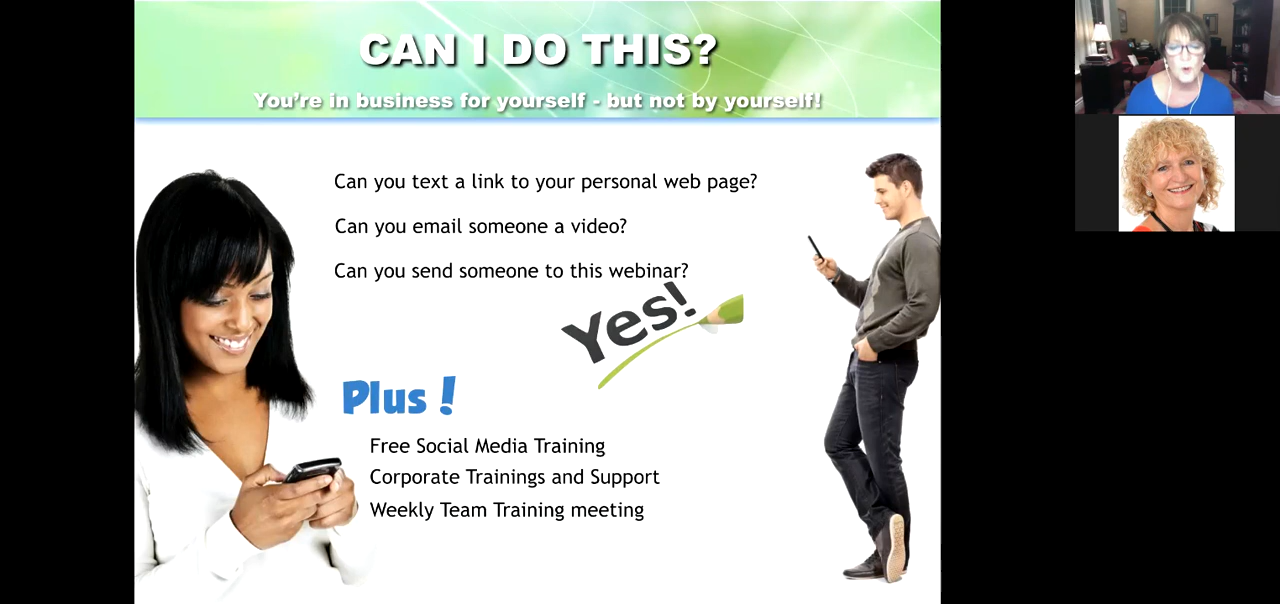 CAN I DO THIS?
You're in business for yourself - but not by yourself!
Can you text a link to your personal web page?
Can you email someone a video?
Can you send someone to this webinar?
Yes!
Plus!
Free Social Media Training
Corporate Trainings and Support
Weekly Team Training meeting